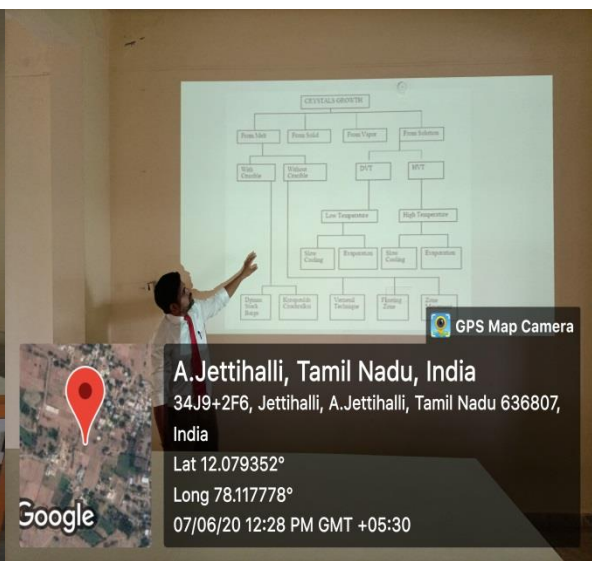 CRYSTALS GROWTH
From Melt
From Solid
From Vapor
From Solution
With
Crucible
Without
Crucible
Low Temperature
High Temperature
Slow
Cooling
Evaporation
Slow
Cooling
Evaporation
Verneuil
Technique
Floating
Zone
Zone
GPS Map Camera
A.Jettihalli, Tamil Nadu, India
34J9+2F6, Jettihalli, A.Jettihalli, Tamil Nadu 636807,
India
Lat 12.079352°
Long 78.117778°
07/06/20 12:28 PM GMT +05:30
Google